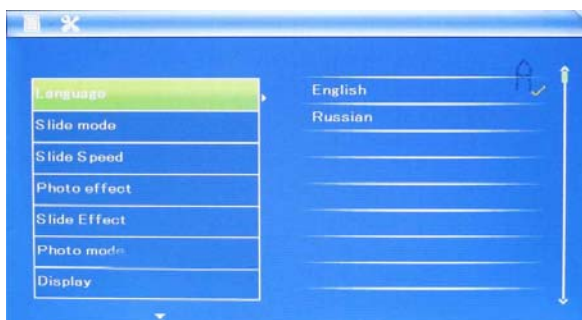 Language
Slide mode
Slide Speed
Photo effect
Slide Effect
Photo mode
Display
English
Russian